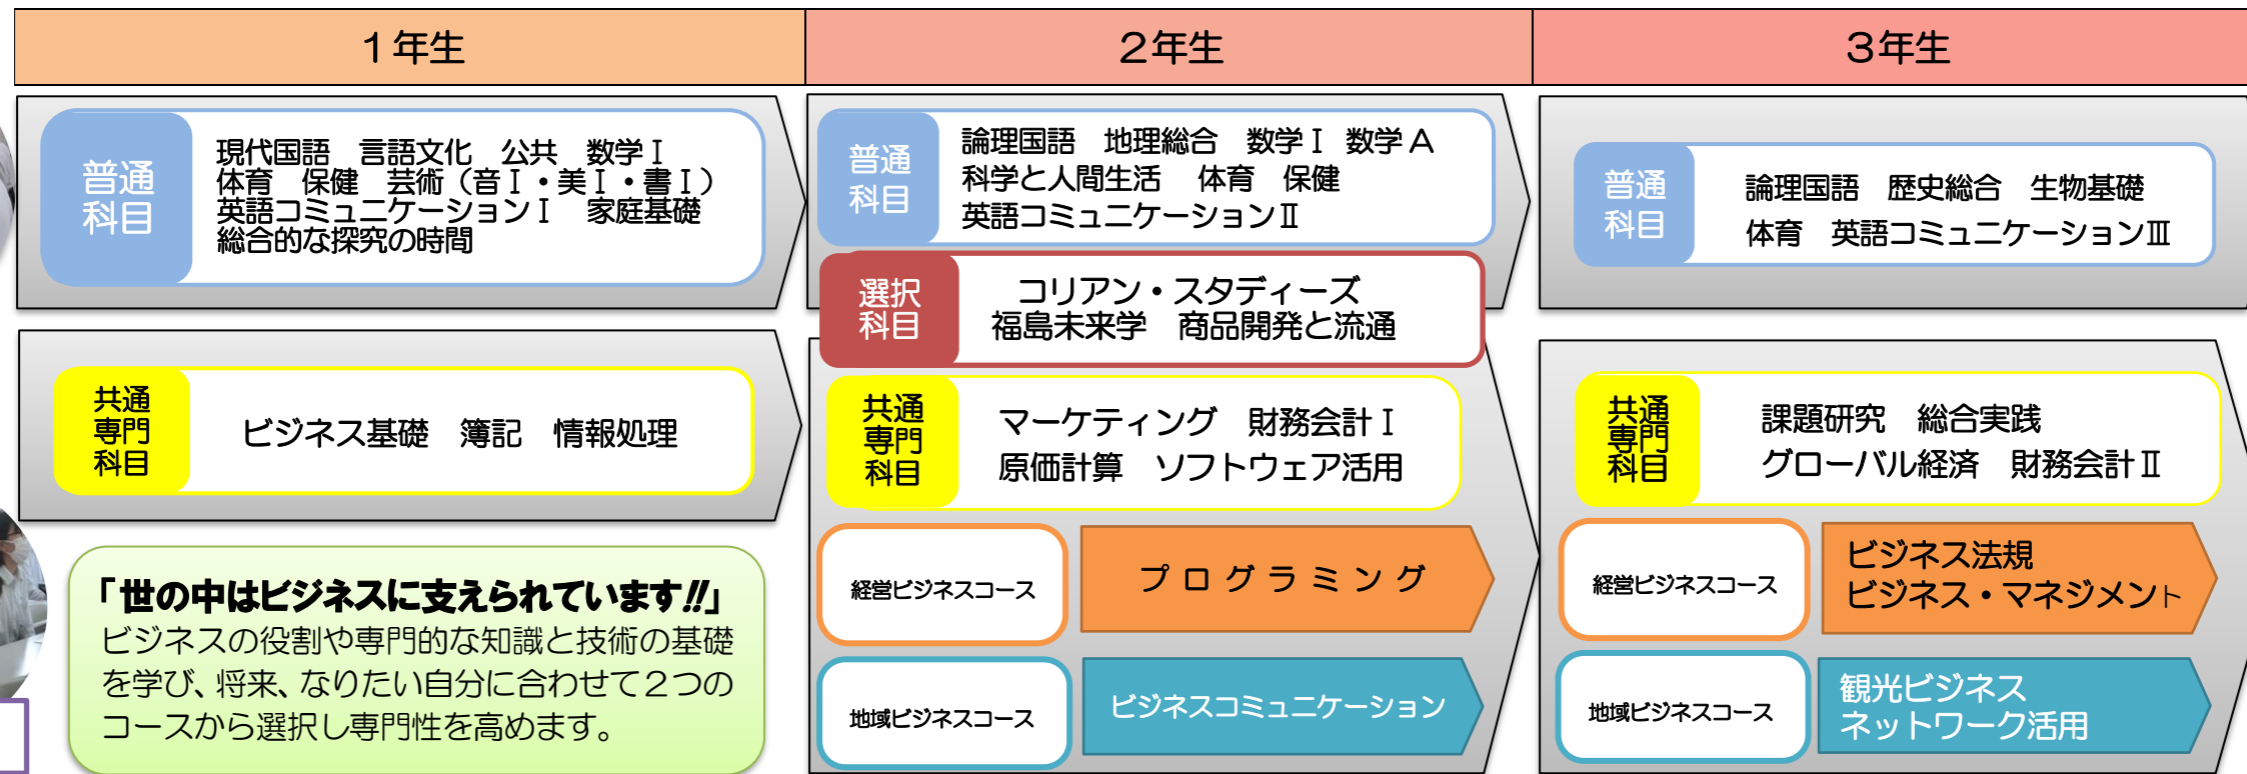 １年生
２年生
３年生
普通
科目
現代国語　言語文化　公共　数学Ⅰ
体育　保健　芸術（音Ⅰ・美Ⅰ・書Ⅰ）
英語コミュニケーションⅠ　家庭基礎
総合的な探究の時間
共通
専門
科目
ビジネス基礎　簿記　情報処理
「世の中はビジネスに支えられています!!」
ビジネスの役割や専門的な知識と技術の基礎
を学び、将来、なりたい自分に合わせて２つの
コースから選択し専門性を高めます。
普通
科目
論理国語　地理総合　数学Ⅰ　数学A
科学と人間生活　体育　保健
英語コミュニケーションⅡ
選択
科目
コリアン・スタディーズ
福島未来学　商品開発と流通
共通
専門
科目
マーケティング　財務会計Ⅰ
原価計算　ソフトウェア活用
経営ビジネスコース
プログラミング
地域ビジネスコース
ビジネスコミュニケーション
普通
科目
論理国語　歴史総合　生物基礎
体育　英語コミュニケーションⅢ
共通
専門
科目
課題研究　総合実践
グローバル経済　財務会計Ⅱ
経営ビジネスコース
ビジネス法規
ビジネス・マネジメント
地域ビジネスコース
観光ビジネス
ネットワーク活用